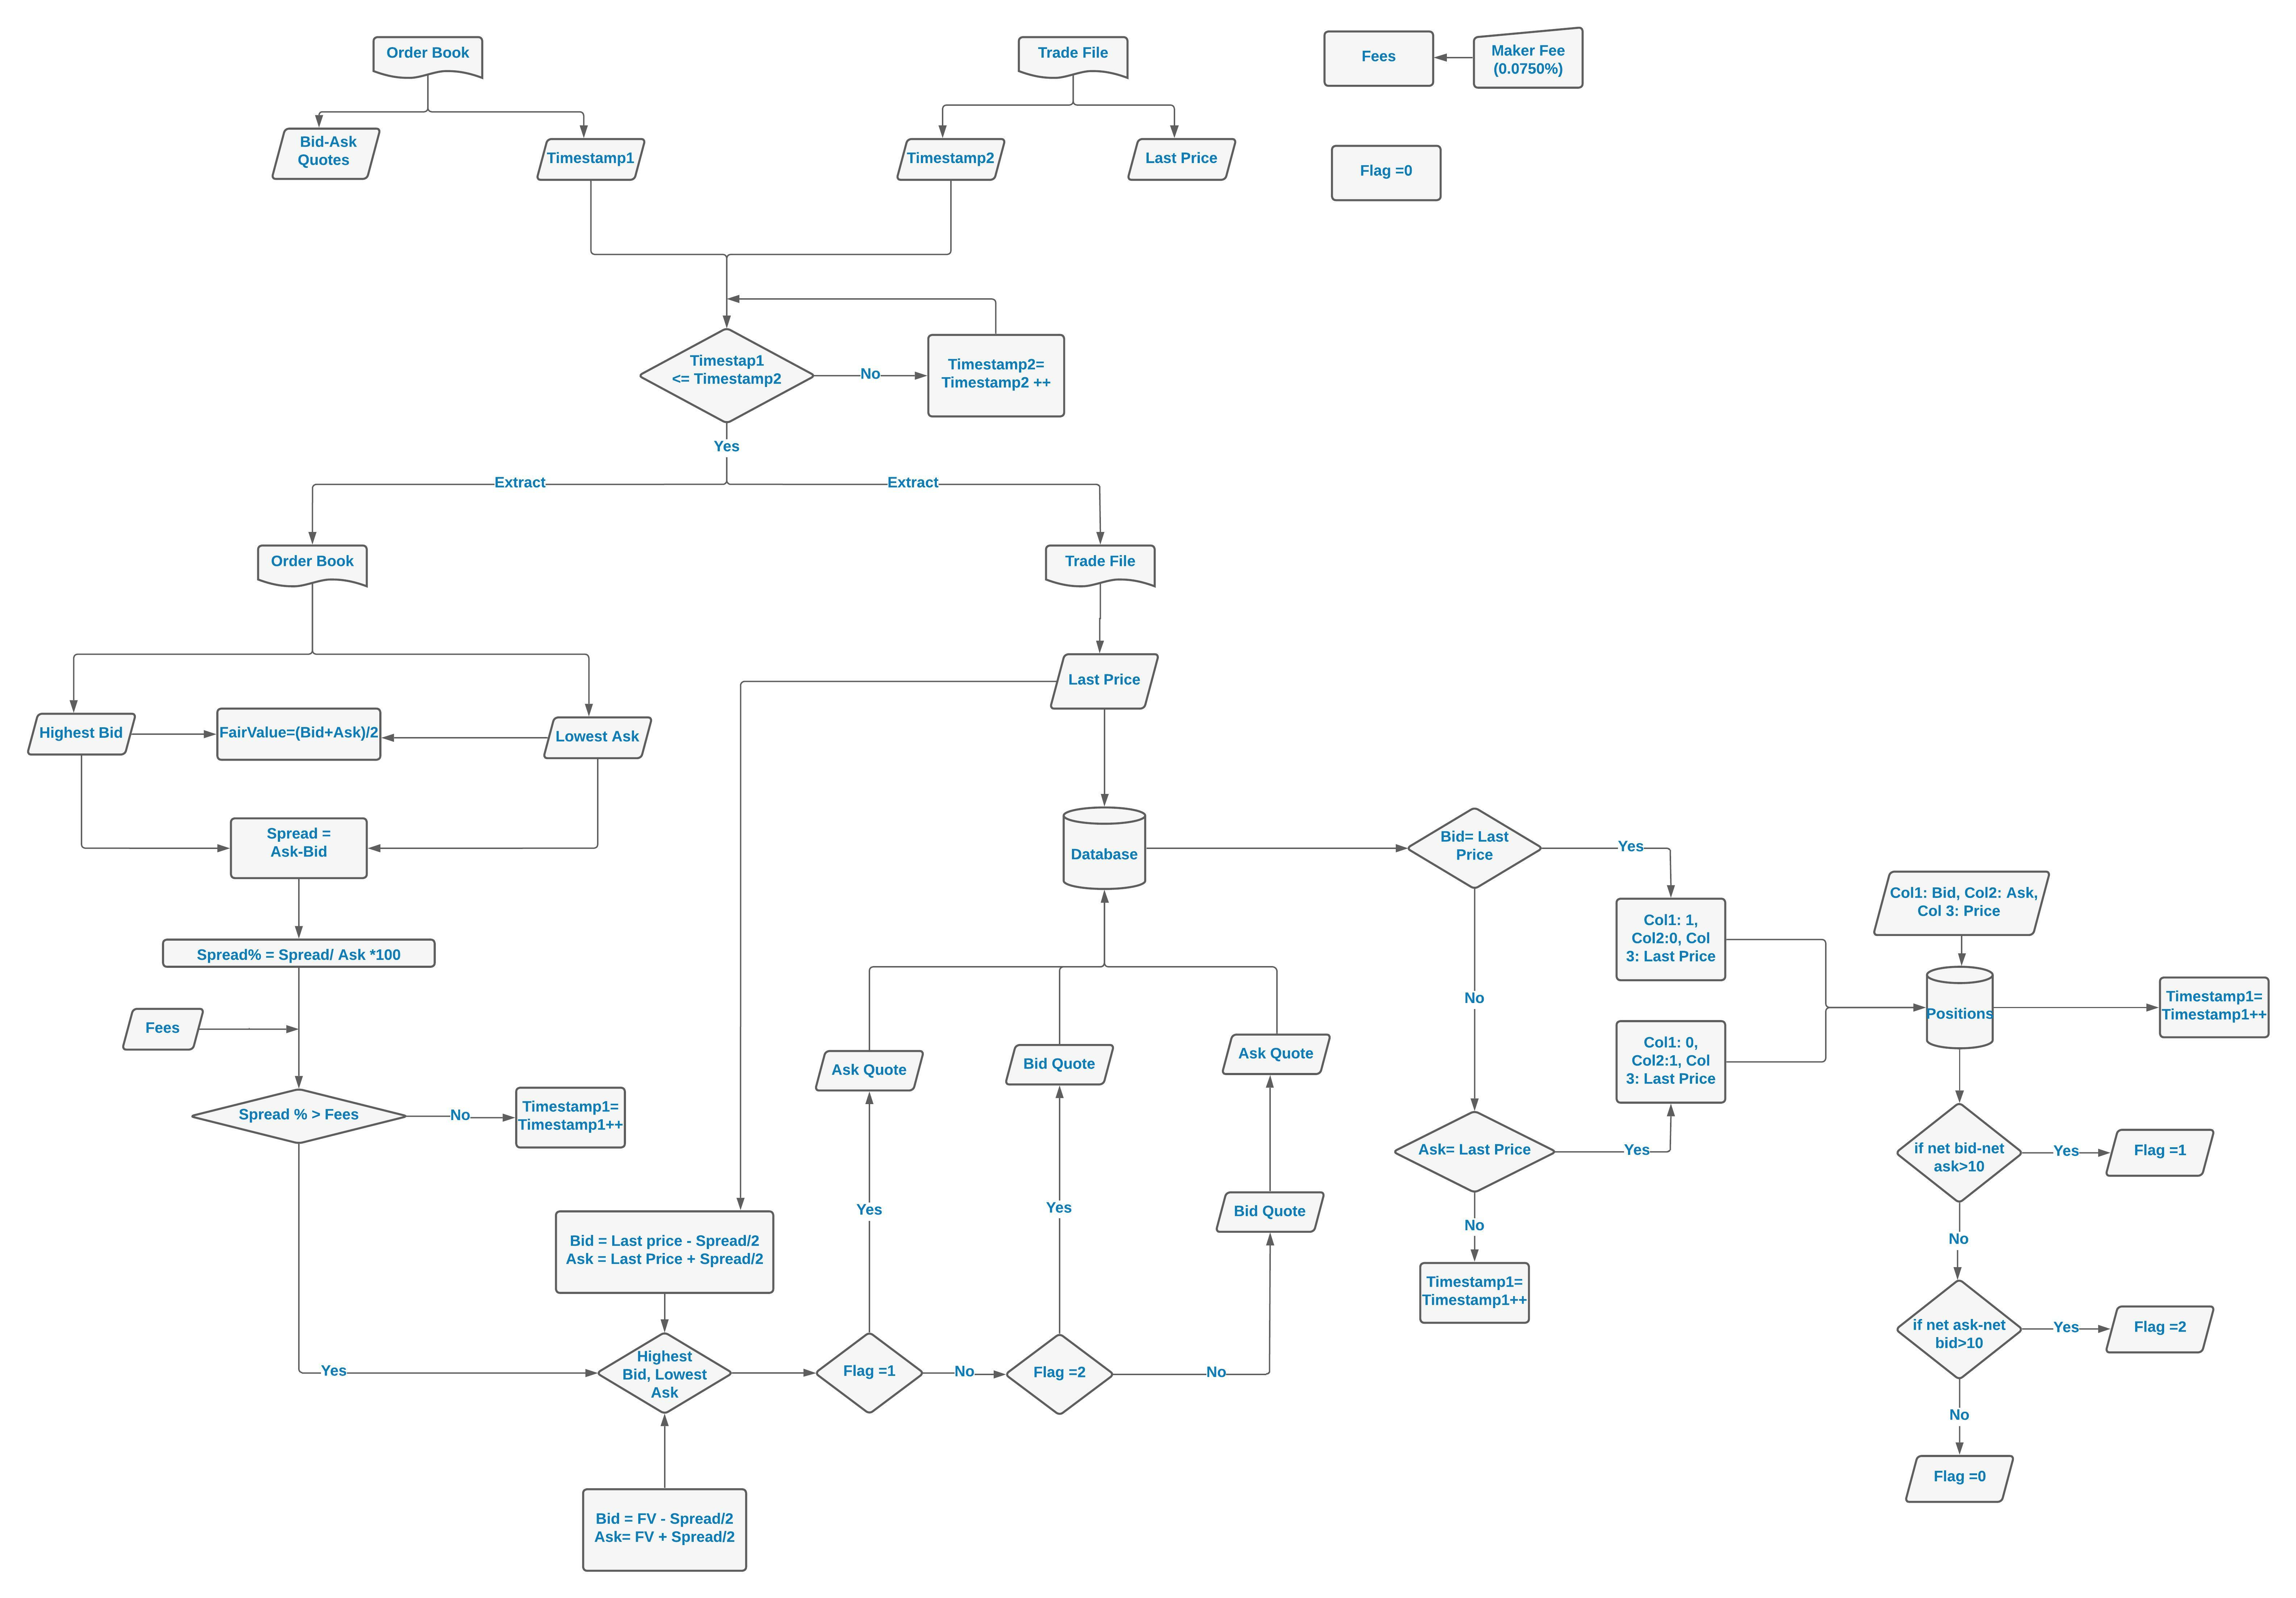 Order Book
Trade File
Fees
Maker Fee
(0.0750%)
Bid-Ask
Quotes
Timestamp1
Timestamp2
Last Price
Flag =0
Timestap1
<= Timestamp2
No
Timestamp2=
Timestamp2 ++
Yes
Extract
Extract
Order Book
Trade File
Last Price
Highest Bid
FairValue=(Bid+Ask)/2
Lowest Ask
Spread =
Ask-Bid
Database
Bid= Last
Price
Yes
Col1: Bid, Col2: Ask,
Col 3: Price
Col1: 1,
Col2:0, Col
3: Last Price
Spread% = Spread/ Ask *100
No
Positions
Timestamp1=
Timestamp1++
Fees
Ask Quote
Bid Quote
Ask Quote
Col1: 0,
Col2:1, Col
3: Last Price
Spread % > Fees
No
Timestamp1=
Timestamp1++
Ask= Last Price
Yes
if net bid-net
ask>10
Yes
Flag =1
Yes
Yes
Bid Quote
No
No
Bid = Last price - Spread/2
Ask = Last Price + Spread/2
Timestamp1=
Timestamp1++
if net ask-net
bid>10
Yes
Flag =2
Yes
Highest
Bid, Lowest
Ask
Flag =1
No
Flag =2
No
No
Flag =0
Bid = FV - Spread/2
Ask= FV + Spread/2